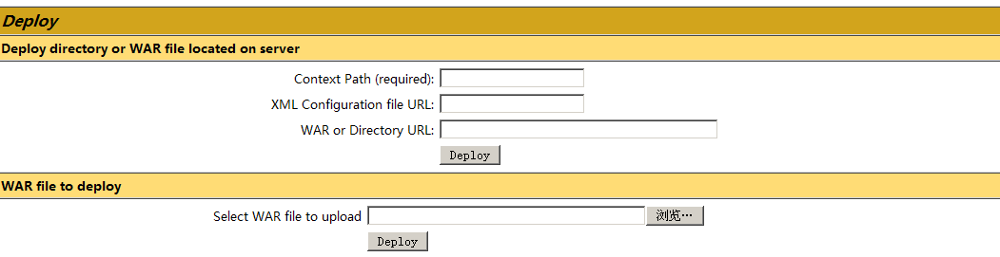 Deploy
Deploy directory or WAR file located on server
Context Path (required):
XML Configuration file URL:
WAR or Directory URL:
Deploy
WAR file to deploy
Select WAR file to upload 浏览…
Deploy